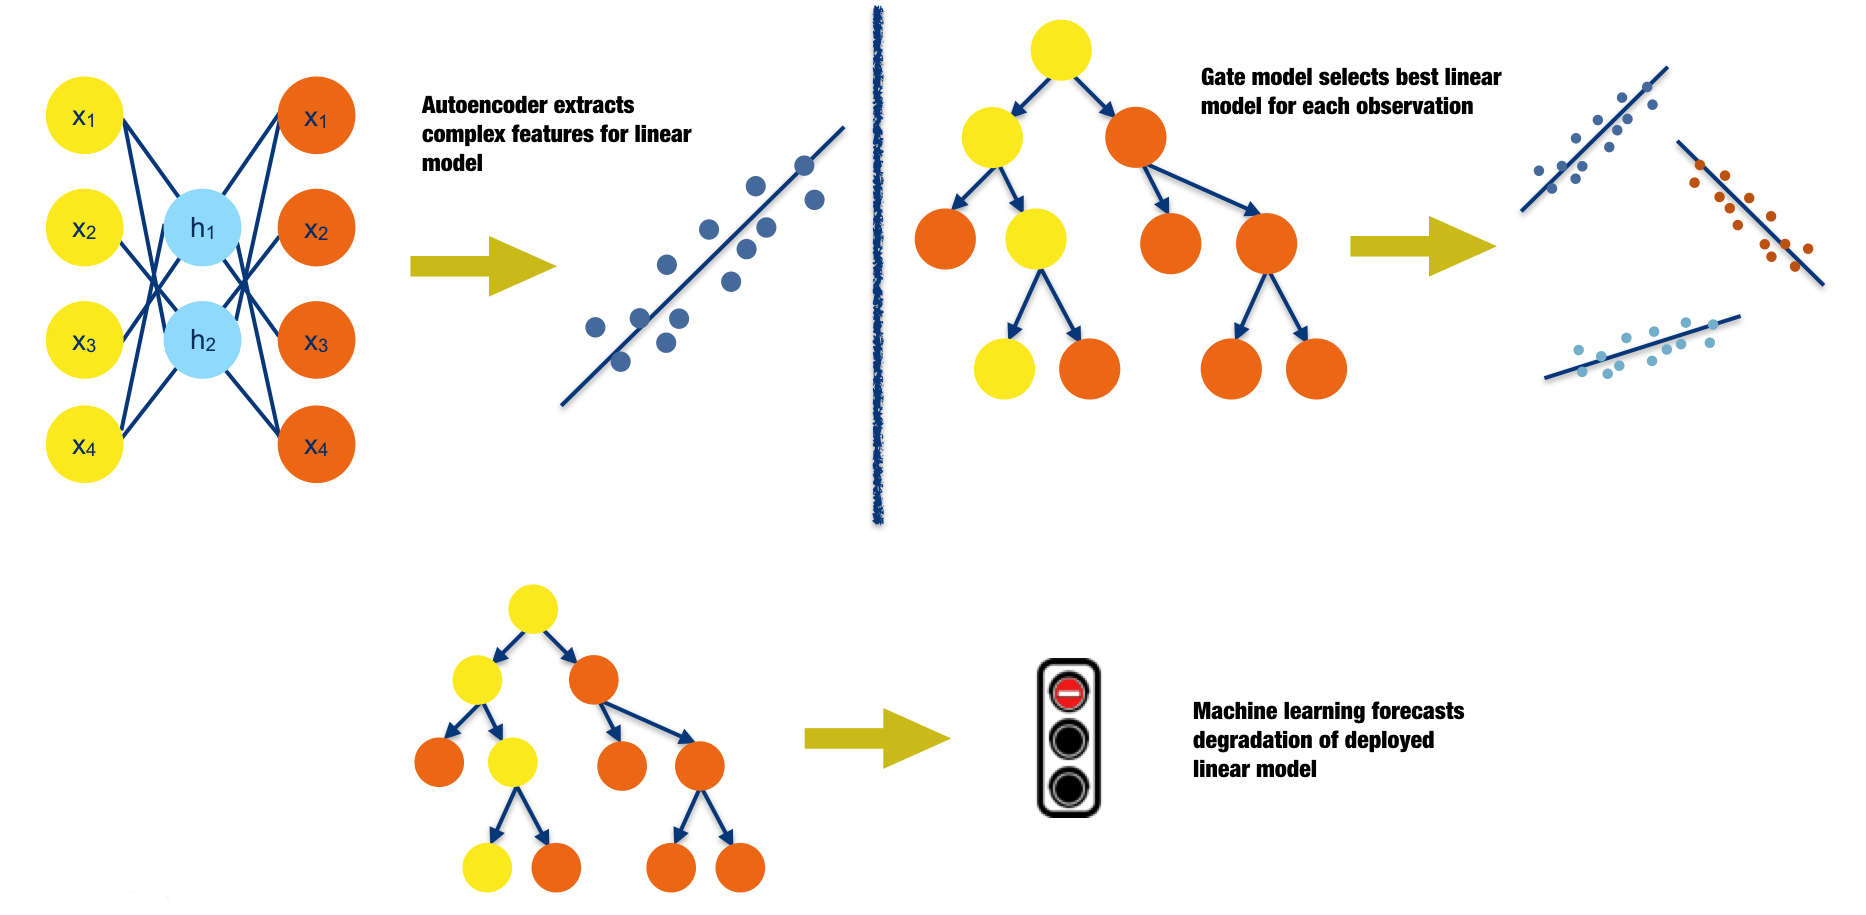 x1
x1
x2
h1
x2
x3
h2
x3
x4
x4
Autoencoder extracts
complex features for linear
model
Gate model selects best linear
model for each observation
Machine learning forecasts
degradation of deployed
linear model